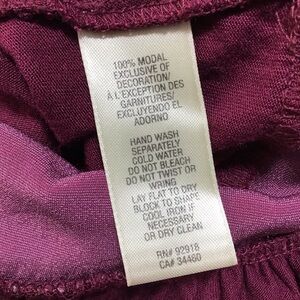 100% MODAL
EXCLUSIVE OF
DECORATION/
À L'EXCEPTION DES
GARNITURES/
EXCLUYENDO EL
ADORNO
HAND WASH
SEPARATELY
COLD WATER
DO NOT BLEACH
DO NOT TWIST OR
WRING
LAY FLAT TO DRY
BLOCK TO SHAPE
COOL IRON IF
NECESSARY
OR DRY CLEAN
RN# 92918
CA# 34460